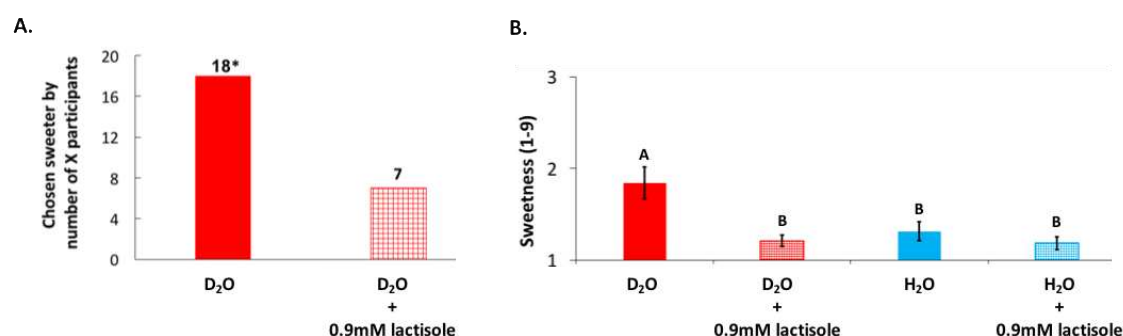 A.
Chosen sweeter by
number of X participants
20
16
12
8
4
0
18*
7
D₂O
D₂O
+
0.9mM lactisole
B.
Sweetness (1-9)
3
2
1
A
B
B
B
D₂O
D₂O
+
0.9mM lactisole
H₂O
H₂O
+
0.9mM lactisole